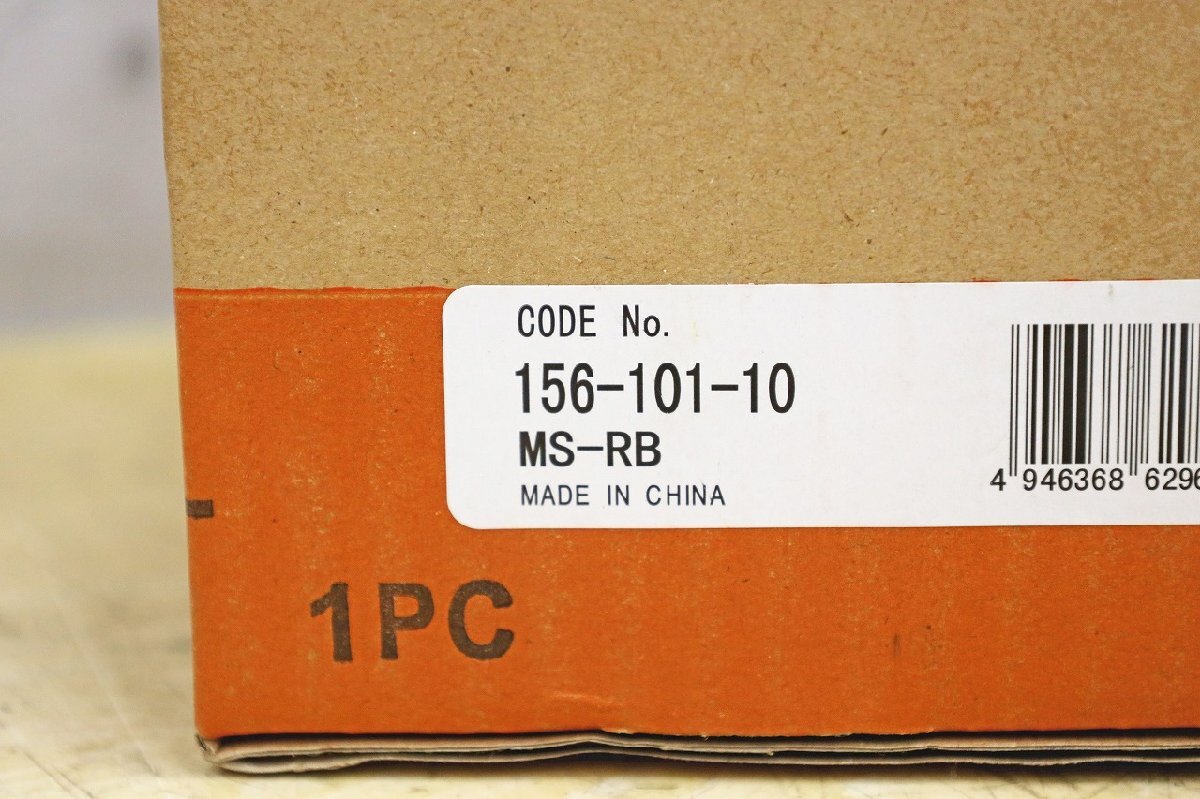 CODE No.
156-101-10
MS-RB
MADE IN CHINA
4 946368 6296
1PC